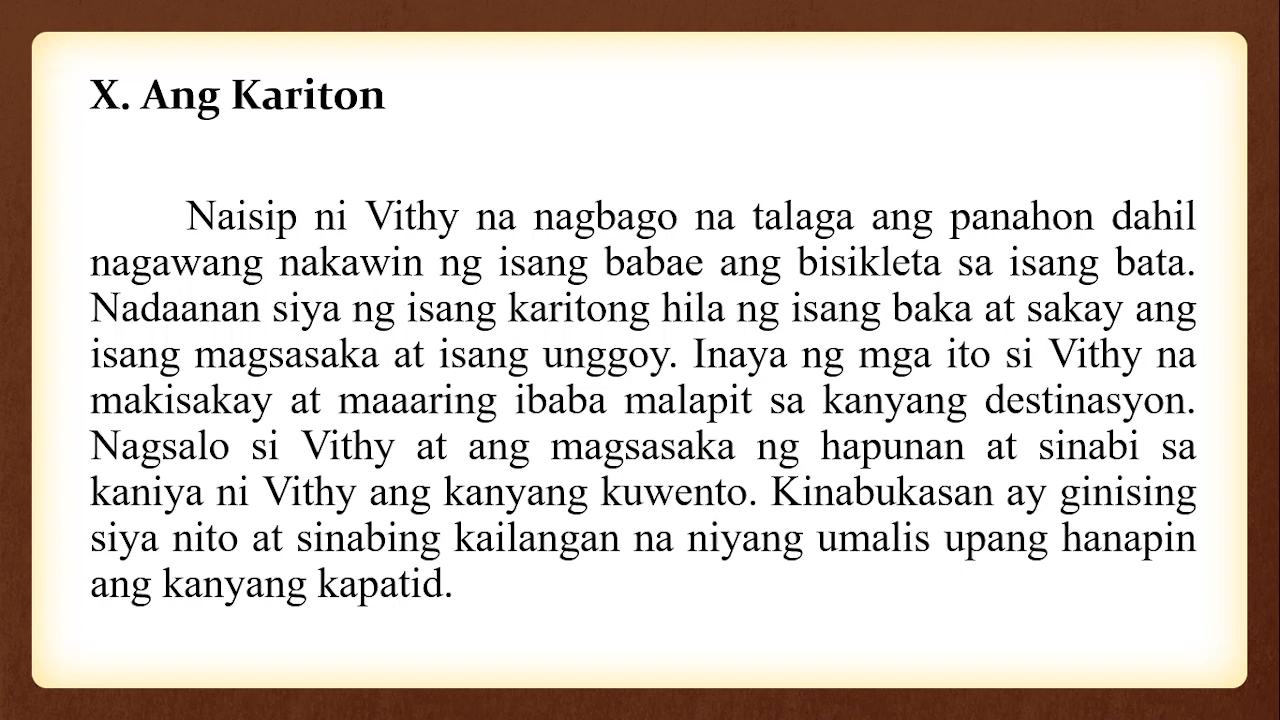 X. Ang Kariton
Naisip ni Vithy na nagbago na talaga ang panahon dahil
nagawang nakawin ng isang babae ang bisikleta sa isang bata.
Nadaanan siya ng isang karitong hila ng isang baka at sakay ang
isang magsasaka at isang unggoy. Inaya ng mga ito si Vithy na
makisakay at maaaring ibaba malapit sa kanyang destinasyon.
Nagsalo si Vithy at ang magsasaka ng hapunan at sinabi sa
kaniya ni Vithy ang kanyang kuwento. Kinabukasan ay ginising
siya nito at sinabing kailangan na niyang umalis upang hanapin
ang kanyang kapatid.